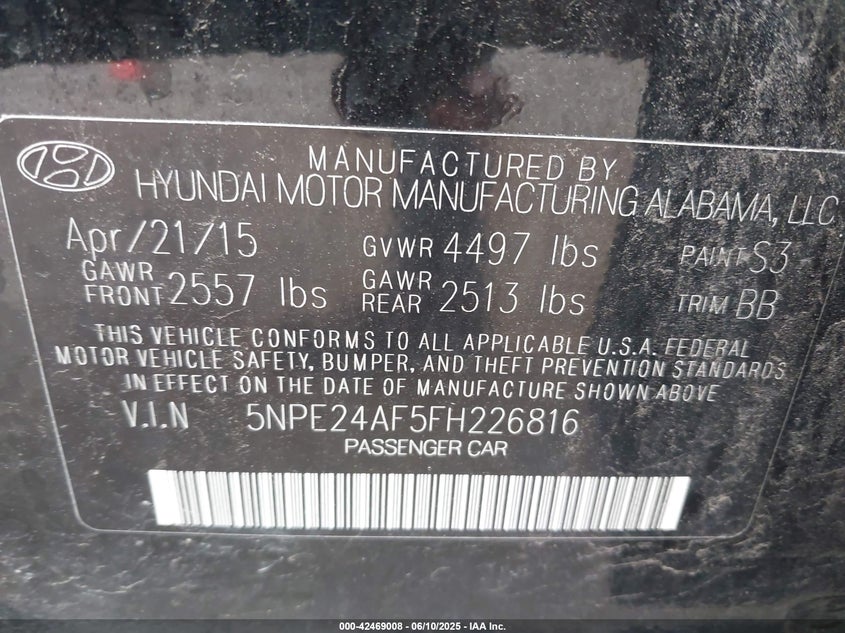 MANUFACTURED BY
HYUNDAI MOTOR MANUFACTURING ALABAMA, LLC
Apr/21/15 GVWR 4497 lbs PAINT S3
GAWR FRONT 2557 lbs GAWR REAR 2513 lbs TRIM BB
THIS VEHICLE CONFORMS TO ALL APPLICABLE U.S.A. FEDERAL
MOTOR VEHICLE SAFETY, BUMPER, AND THEFT PREVENTION STANDARDS
IN EFFECT ON THE DATE OF MANUFACTURE SHOWN ABOVE
V.I.N 5NPE24AF5FH226816
PASSENGER CAR
000-42469008 - 06/10/2025 - IAA Inc.